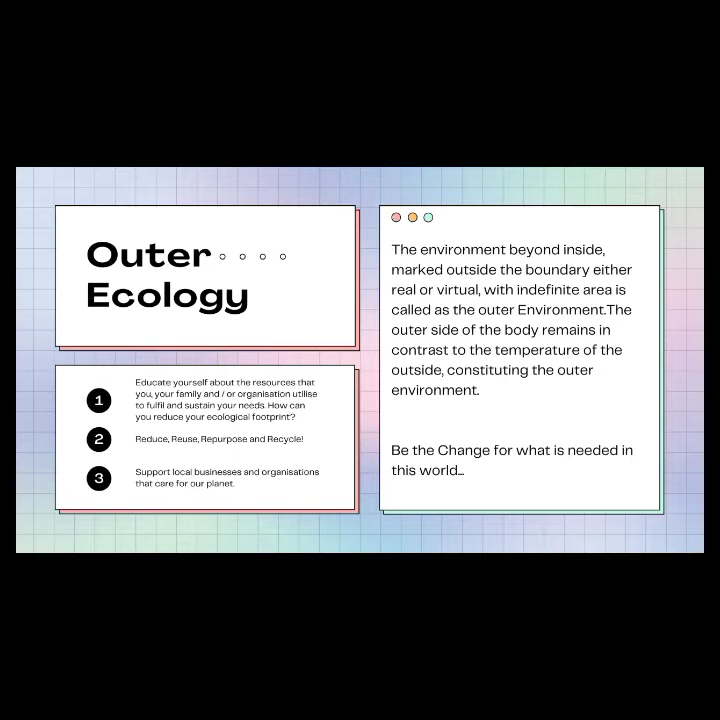 Outer
Ecology
1
Educate yourself about the resources that
you, your family and / or organisation utilise
to fulfil and sustain your needs. How can
you reduce your ecological footprint?
2
Reduce, Reuse, Repurpose and Recycle!
3
Support local businesses and organisations
that care for our planet.
The environment beyond inside,
marked outside the boundary either
real or virtual, with indefinite area is
called as the outer Environment.The
outer side of the body remains in
contrast to the temperature of the
outside, constituting the outer
environment.
Be the Change for what is needed in
this world...